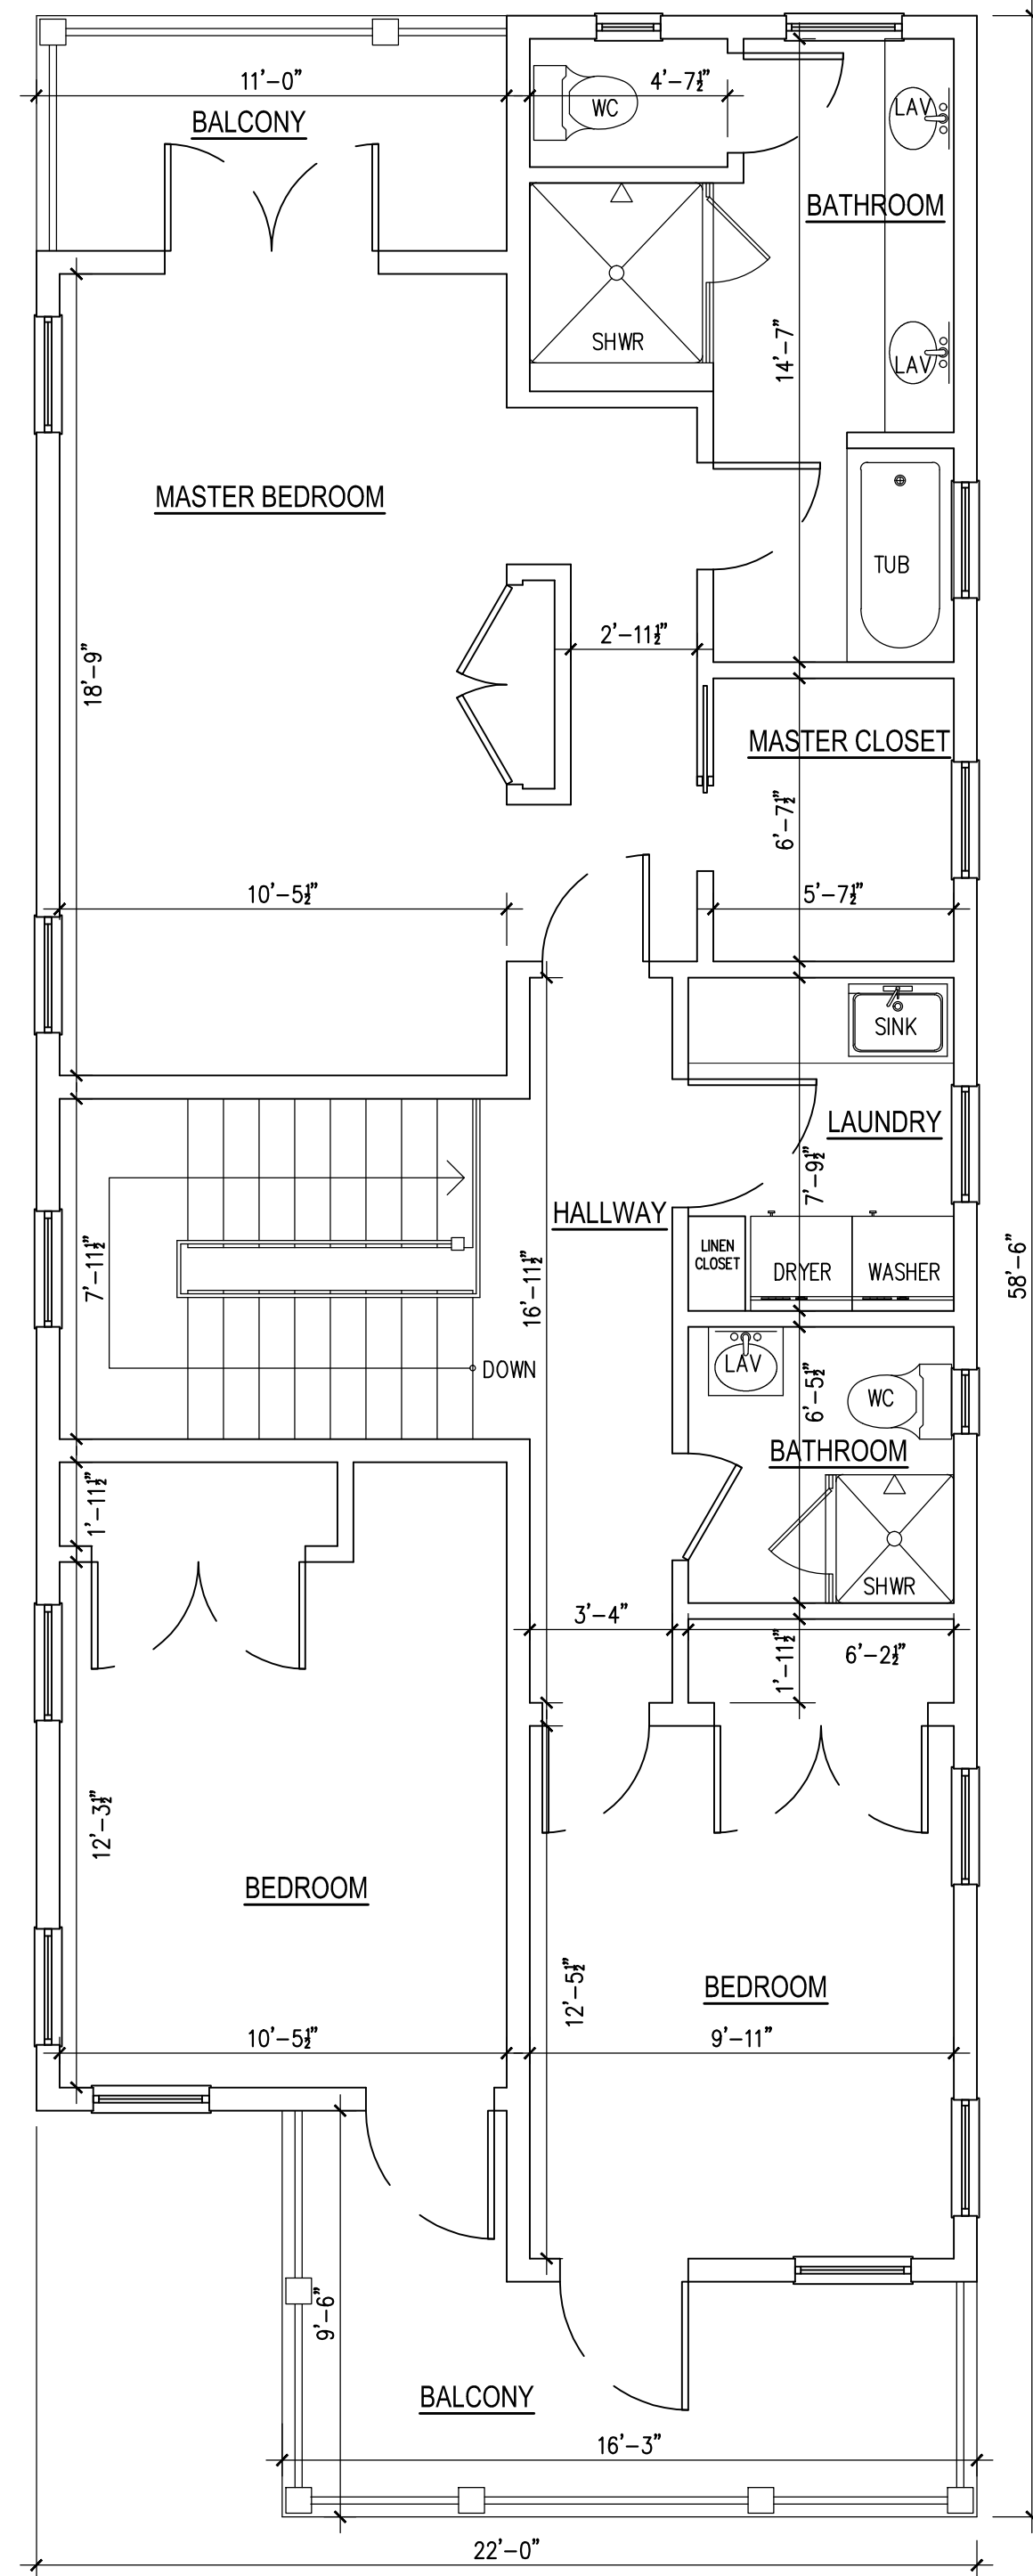 11'-0"
4'-7½"
WC
LAV
BALCONY
BATHROOM
14'-7"
SHWR
LAV
MASTER BEDROOM
TUB
2'-11½"
18'-9"
MASTER CLOSET
6'-7½"
10'-5½"
5'-7½"
SINK
LAUNDRY
7'-9½"
HALLWAY
7'-11½"
LINEN
CLOSET
DRYER
WASHER
58'-6"
16'-11½"
DOWN
LAV
WC
6'-5½"
BATHROOM
1'-11½"
SHWR
3'-4"
1'-11½"
6'-2½"
12'-3½"
BEDROOM
12'-5½"
BEDROOM
10'-5½"
9'-11"
9'-6"
BALCONY
16'-3"
22'-0"